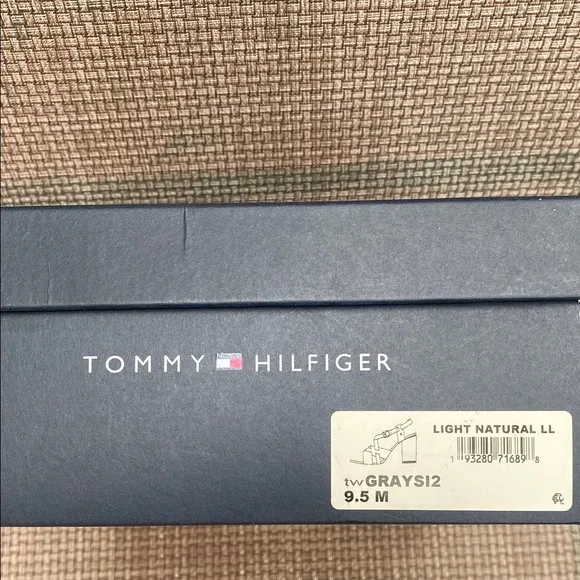 TOMMY HILFIGER
LIGHT NATURAL LL
1 93280 71689 8
twGRAYSI2
9.5 M